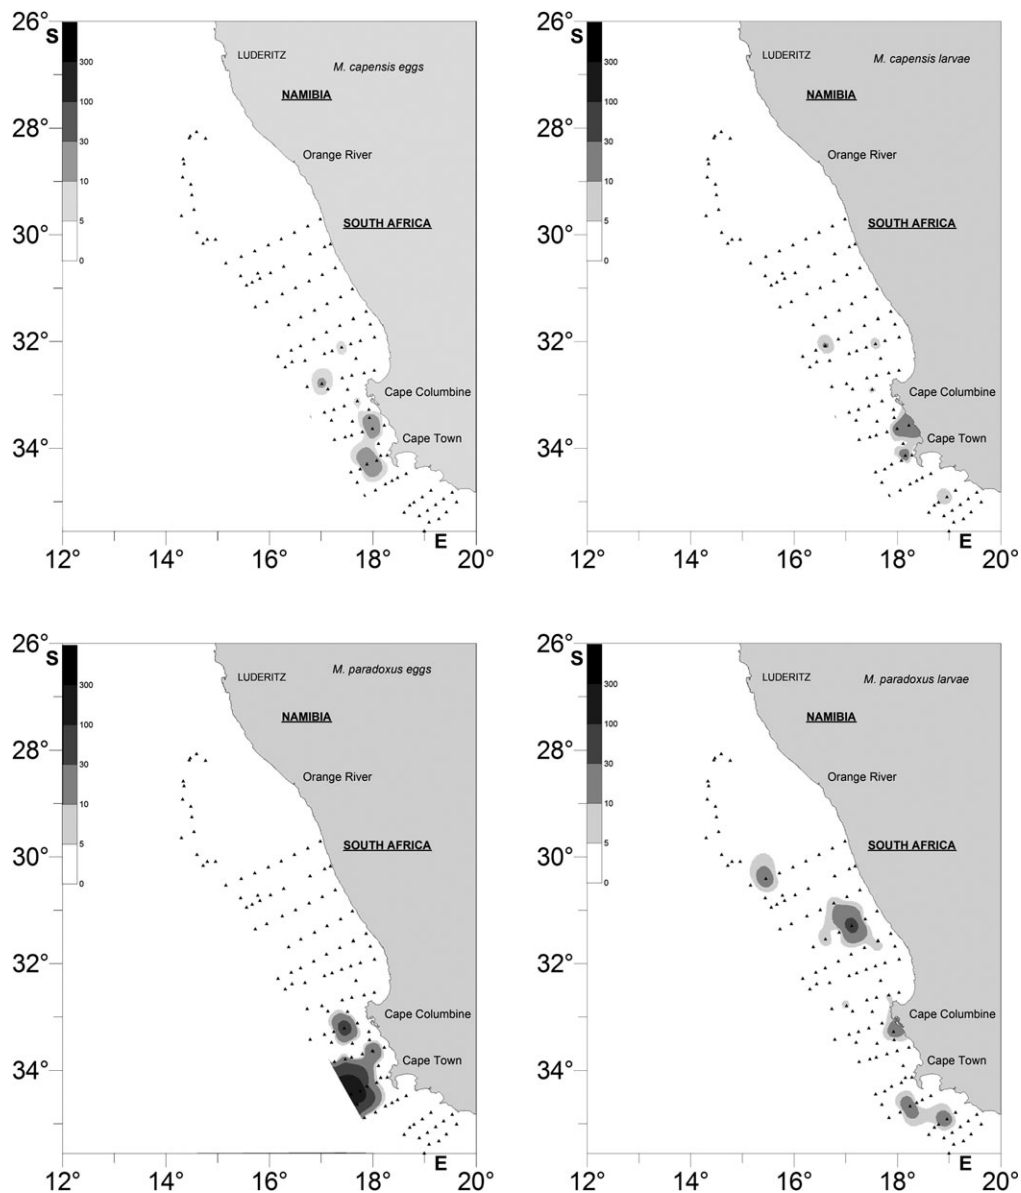 26°
S
LUDERITZ
M. capensis eggs
300
NAMIBIA
100
28°
30
Orange River
10
5
SOUTH AFRICA
30°
0
32°
Cape Columbine
34°
Cape Town
E
12° 14° 16° 18° 20°
26°
S
LUDERITZ
M. capensis larvae
300
NAMIBIA
100
28°
30
Orange River
10
5
SOUTH AFRICA
30°
0
32°
Cape Columbine
34°
Cape Town
E
12° 14° 16° 18° 20°
26°
S
LUDERITZ
M. paradoxus eggs
300
NAMIBIA
100
28°
30
Orange River
10
5
SOUTH AFRICA
30°
0
32°
Cape Columbine
34°
Cape Town
E
12° 14° 16° 18° 20°
26°
S
LUDERITZ
M. paradoxus larvae
300
NAMIBIA
100
28°
30
Orange River
10
5
SOUTH AFRICA
30°
0
32°
Cape Columbine
34°
Cape Town
E
12° 14° 16° 18° 20°